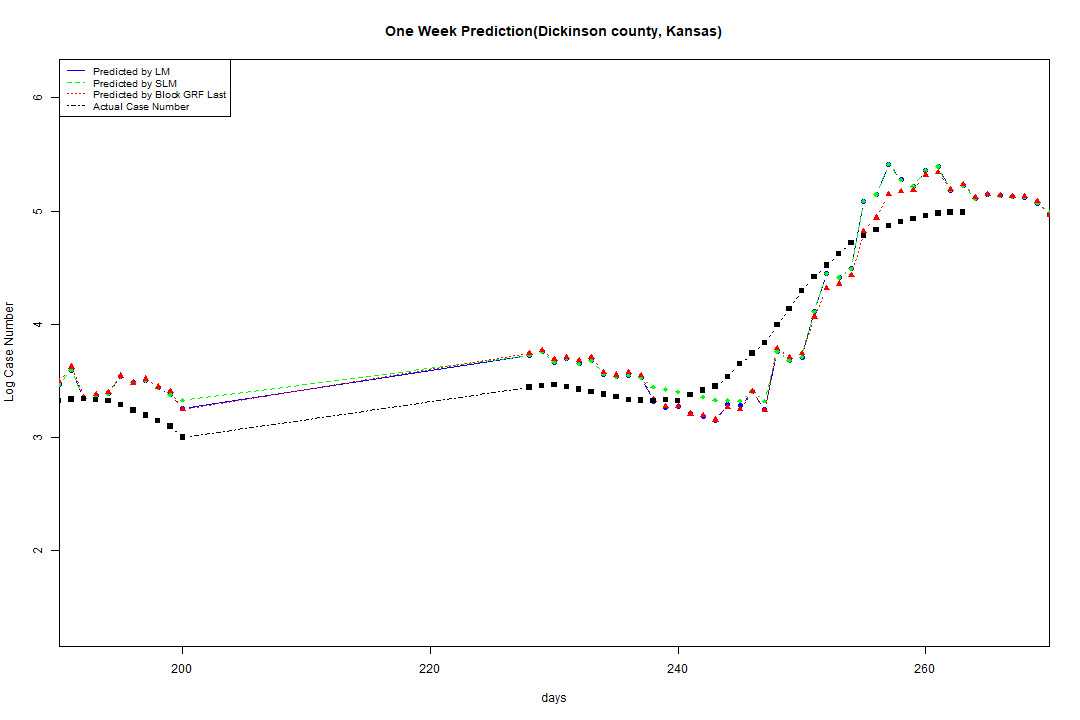 One Week Prediction(Dickinson county, Kansas)
Predicted by LM
Predicted by SLM
Predicted by Block GRF Last
Actual Case Number
6
5
4
3
2
Log Case Number
200 220 240 260
days